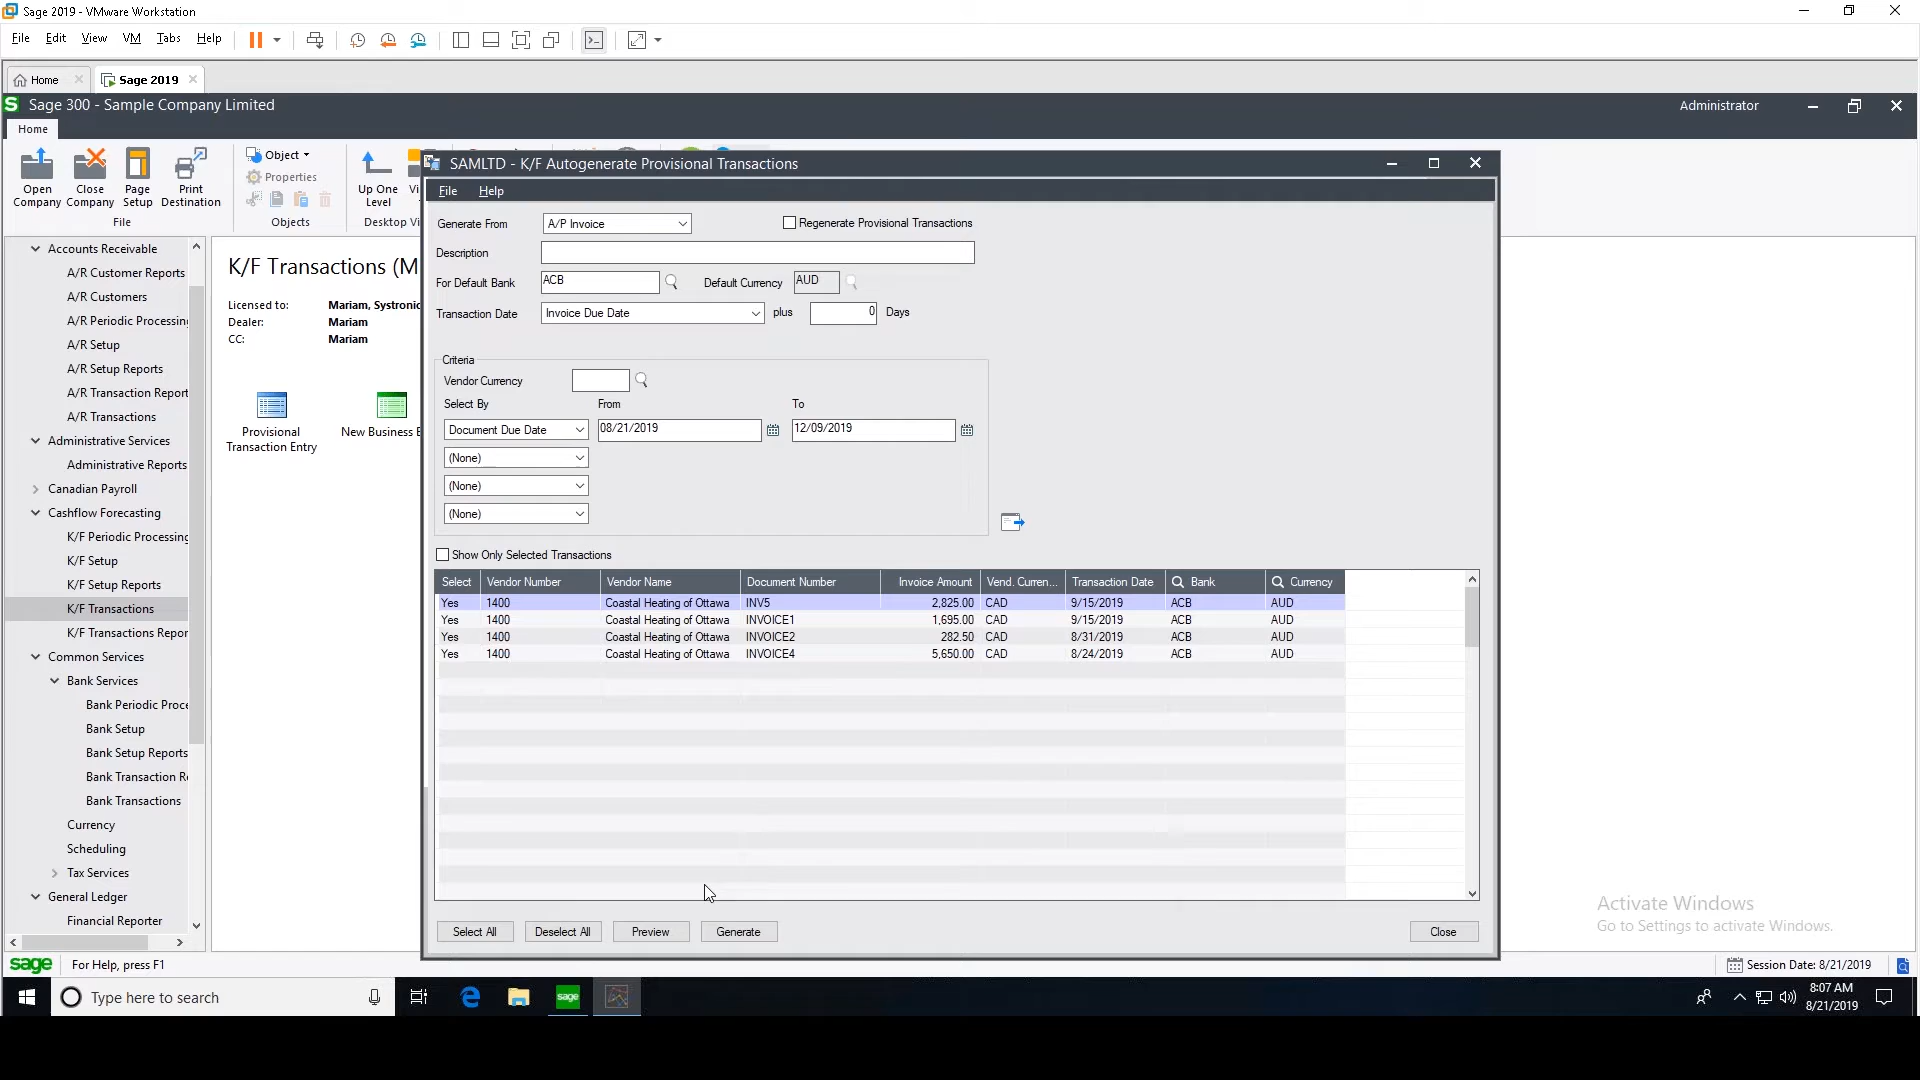 Sage 2019 - VMware Workstation
File Edit View VM Tabs Help
Home Sage 2019
S Sage 300 - Sample Company Limited Administrator
Home
Open Company
Close Company
Page Setup
Print Destination
File
Object
Properties
Objects
Up One Level
Vi
Desktop Vi
Accounts Receivable
A/R Customer Reports
A/R Customers
A/R Periodic Processing
A/R Setup
A/R Setup Reports
A/R Transaction Report
A/R Transactions
Administrative Services
Administrative Reports
Canadian Payroll
Cashflow Forecasting
K/F Periodic Processing
K/F Setup
K/F Setup Reports
K/F Transactions
K/F Transactions Repor
Common Services
Bank Services
Bank Periodic Proce
Bank Setup
Bank Setup Reports
Bank Transaction Re
Bank Transactions
Currency
Scheduling
Tax Services
General Ledger
Financial Reporter
K/F Transactions (M
Licensed to: Mariam, Systronic
Dealer: Mariam
CC: Mariam
Provisional Transaction Entry
New Business E
SAMLTD - K/F Autogenerate Provisional Transactions
File Help
Generate From A/P Invoice Regenerate Provisional Transactions
Description
For Default Bank ACB Default Currency AUD
Transaction Date Invoice Due Date plus 0 Days
Criteria
Vendor Currency
Select By From To
Document Due Date 08/21/2019 12/09/2019
(None)
(None)
(None)
Show Only Selected Transactions
Select Vendor Number Vendor Name Document Number Invoice Amount Vend. Curren... Transaction Date Bank Currency
Yes 1400 Coastal Heating of Ottawa INV5 2,825.00 CAD 9/15/2019 ACB AUD
Yes 1400 Coastal Heating of Ottawa INVOICE1 1,695.00 CAD 9/15/2019 ACB AUD
Yes 1400 Coastal Heating of Ottawa INVOICE2 282.50 CAD 8/31/2019 ACB AUD
Yes 1400 Coastal Heating of Ottawa INVOICE4 5,650.00 CAD 8/24/2019 ACB AUD
Select All Deselect All Preview Generate Close
Activate Windows
Go to Settings to activate Windows.
sage For Help, press F1 Session Date: 8/21/2019
Type here to search
sage
8:07 AM
8/21/2019